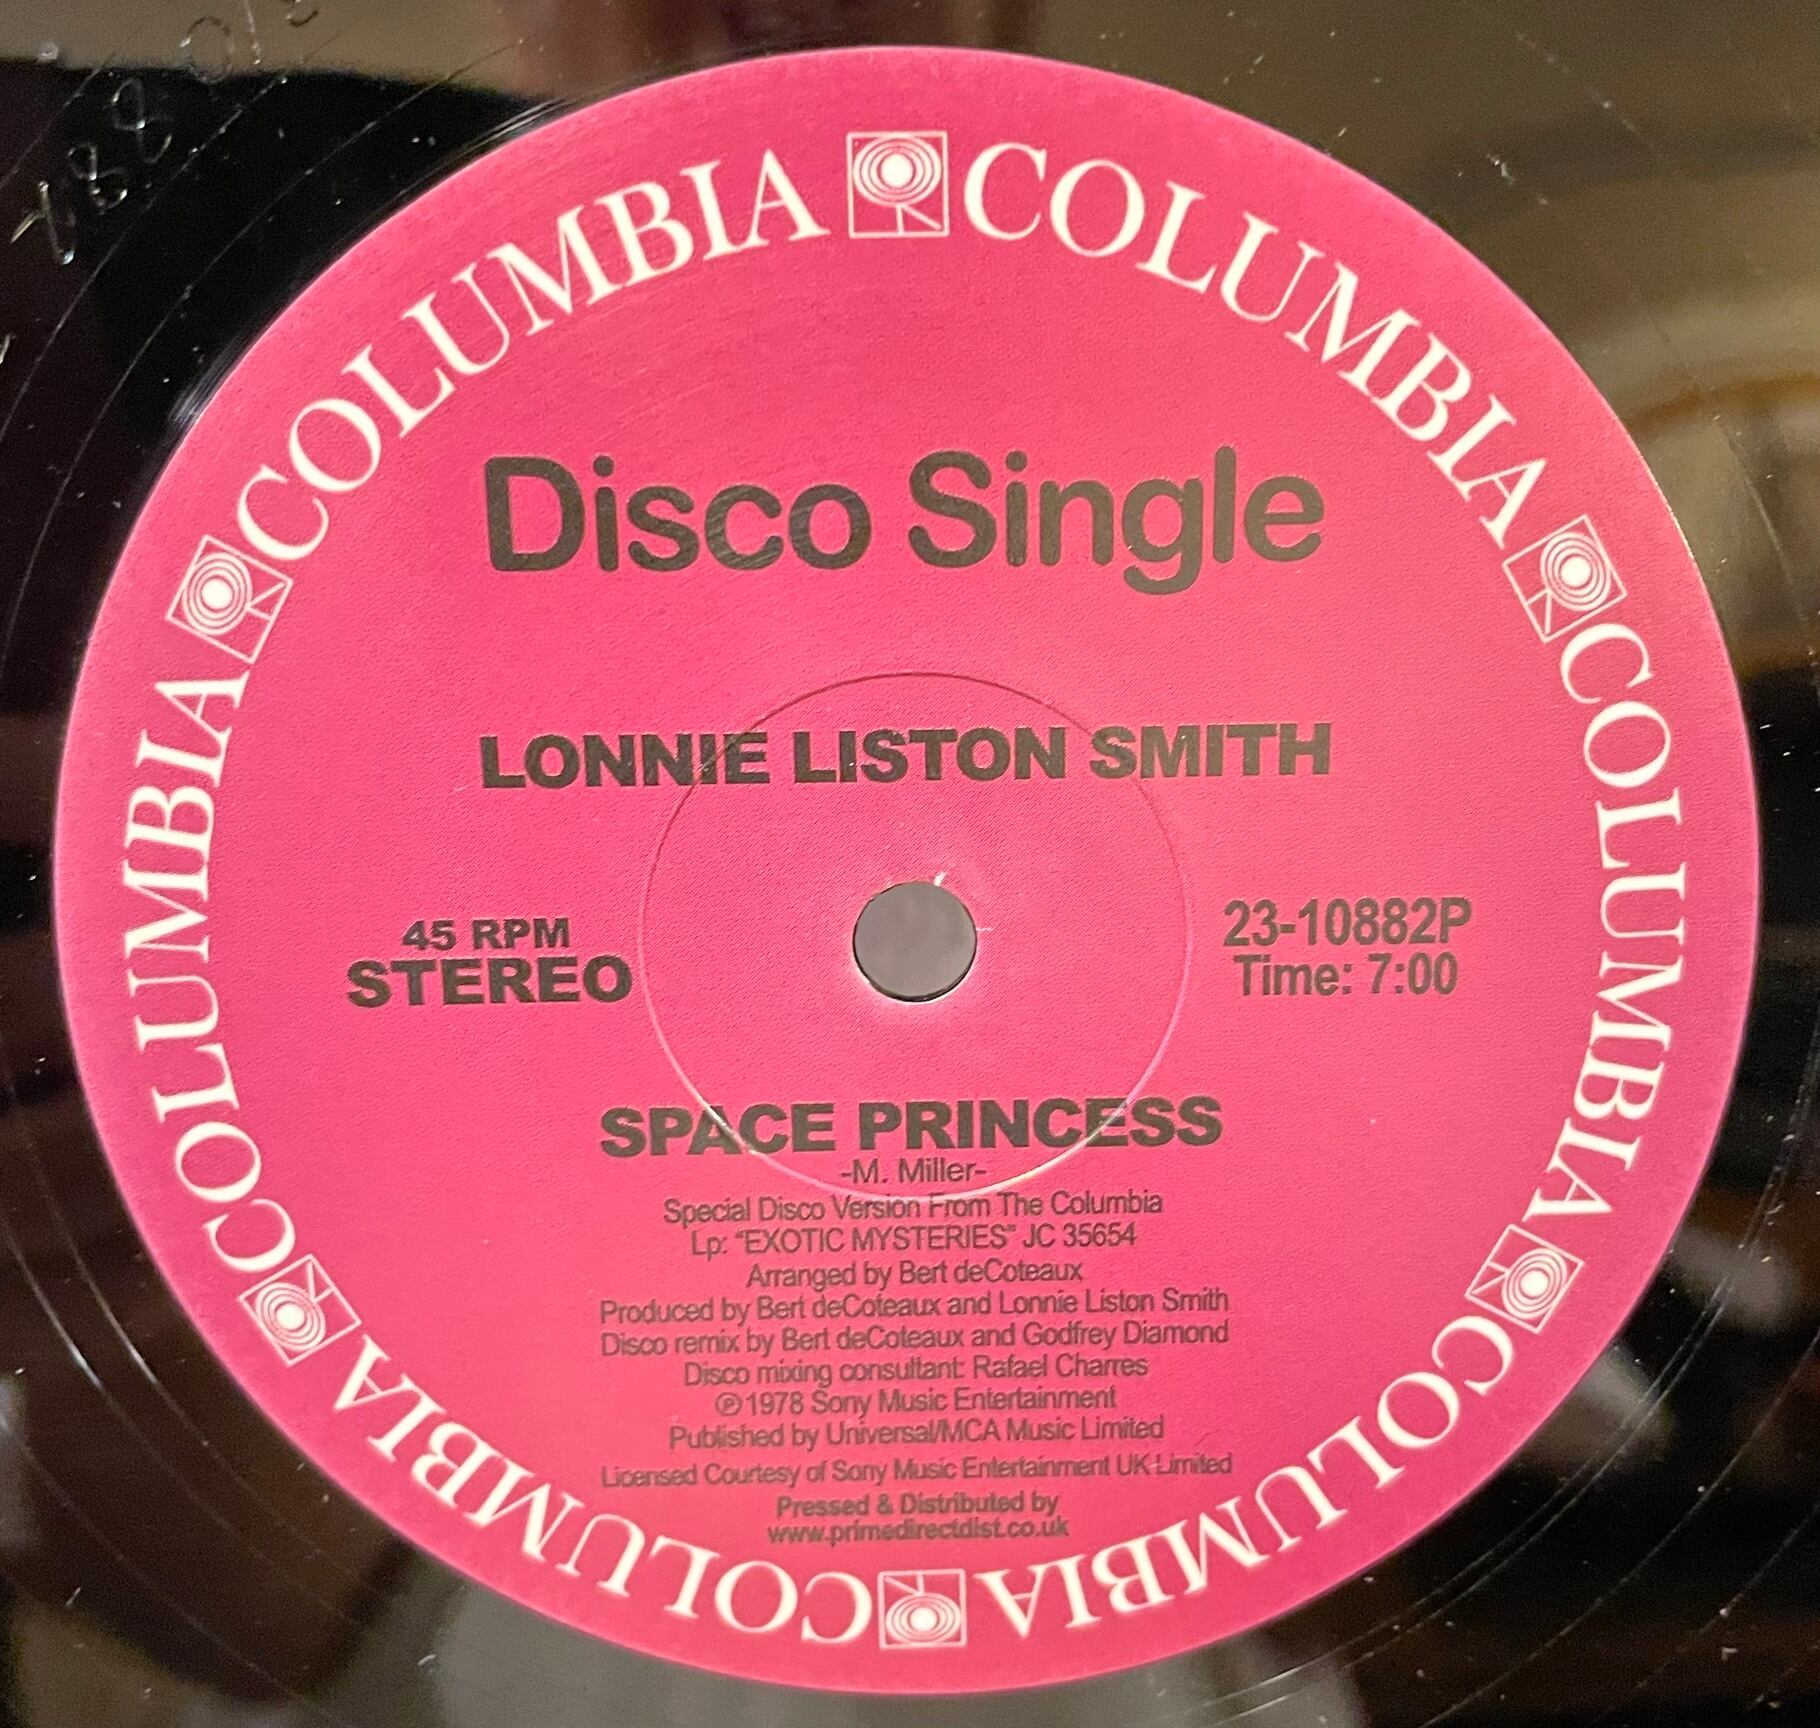 COLUMBIA COLUMBIA COLUMBIA COLUMBIA COLUMBIA COLUMBIA
Disco Single
LONNIE LISTON SMITH
45 RPM
STEREO
23-10882P
Time: 7:00
SPACE PRINCESS
-M. Miller-
Special Disco Version From The Columbia
Lp: "EXOTIC MYSTERIES" JC 35654
Arranged by Bert deCoteaux
Produced by Bert deCoteaux and Lonnie Liston Smith
Disco remix by Bert deCoteaux and Godfrey Diamond
Disco mixing consultant: Rafael Charres
℗1978 Sony Music Entertainment
Published by Universal/MCA Music Limited
Licensed Courtesy of Sony Music Entertainment UK Limited
Pressed & Distributed by
www.primedirectdist.co.uk